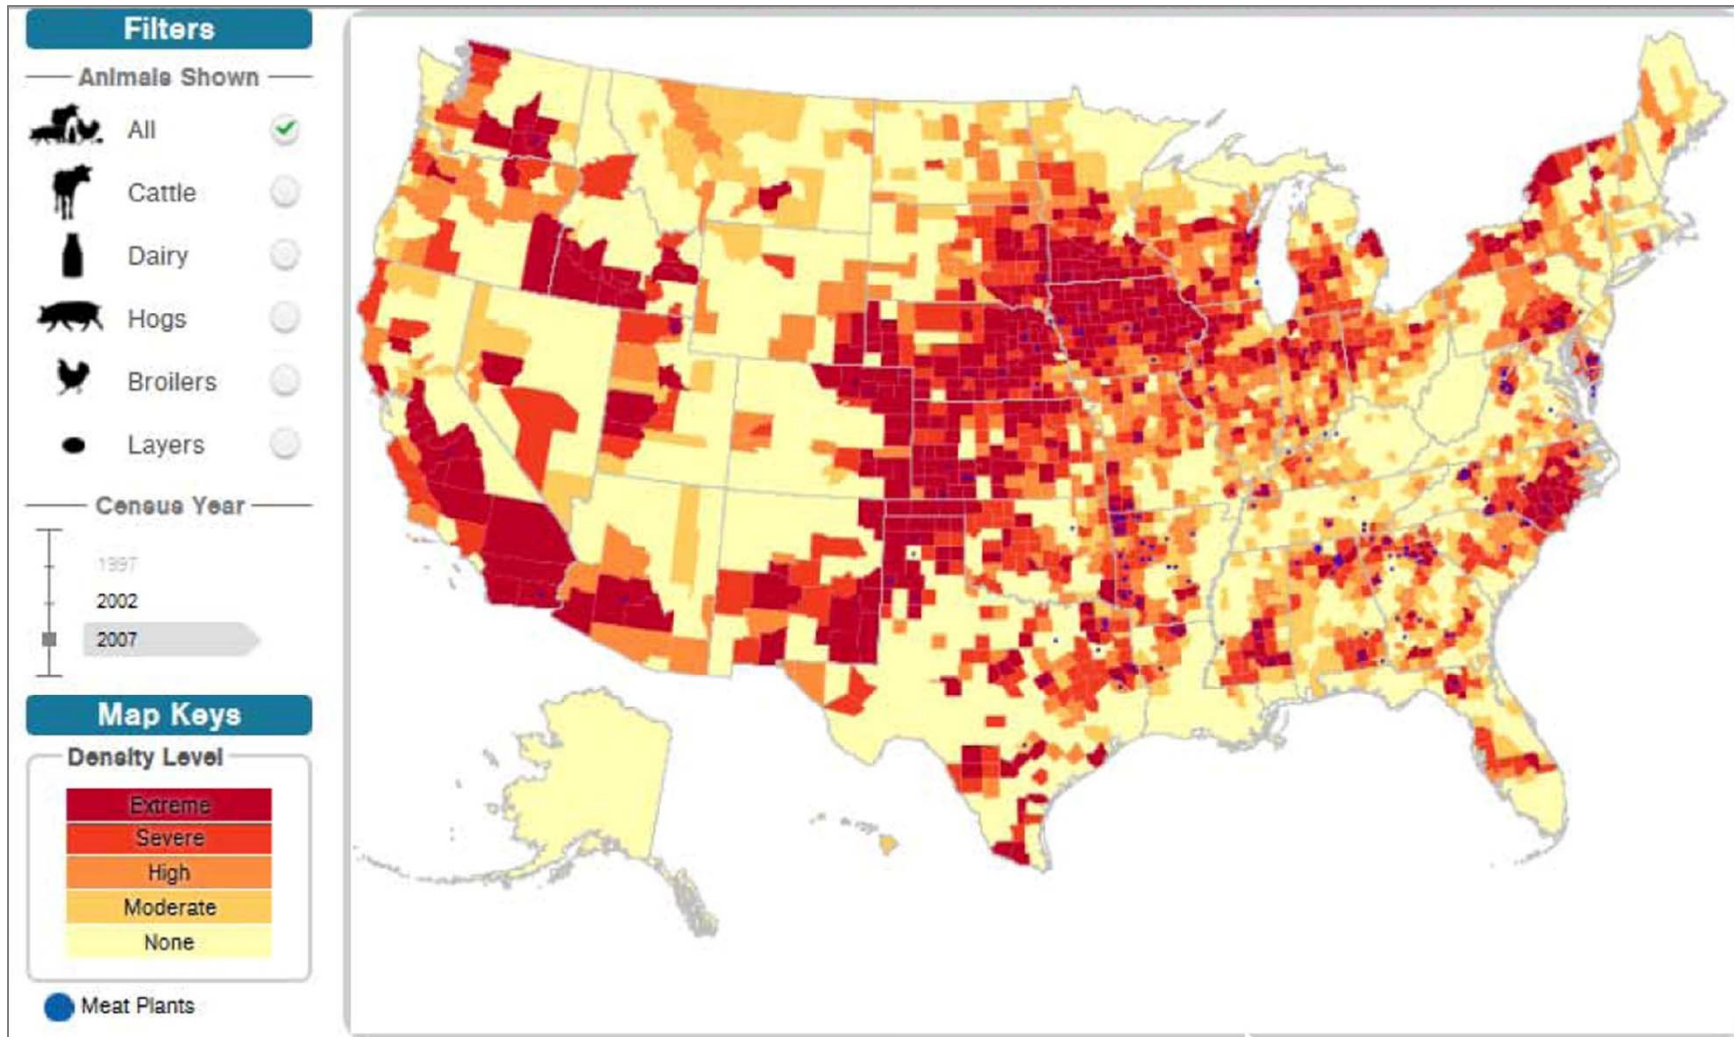 Filters
Animals Shown
All
Cattle
Dairy
Hogs
Broilers
Layers
Census Year
1997
2002
2007
Map Keys
Density Level
Extreme
Severe
High
Moderate
None
Meat Plants